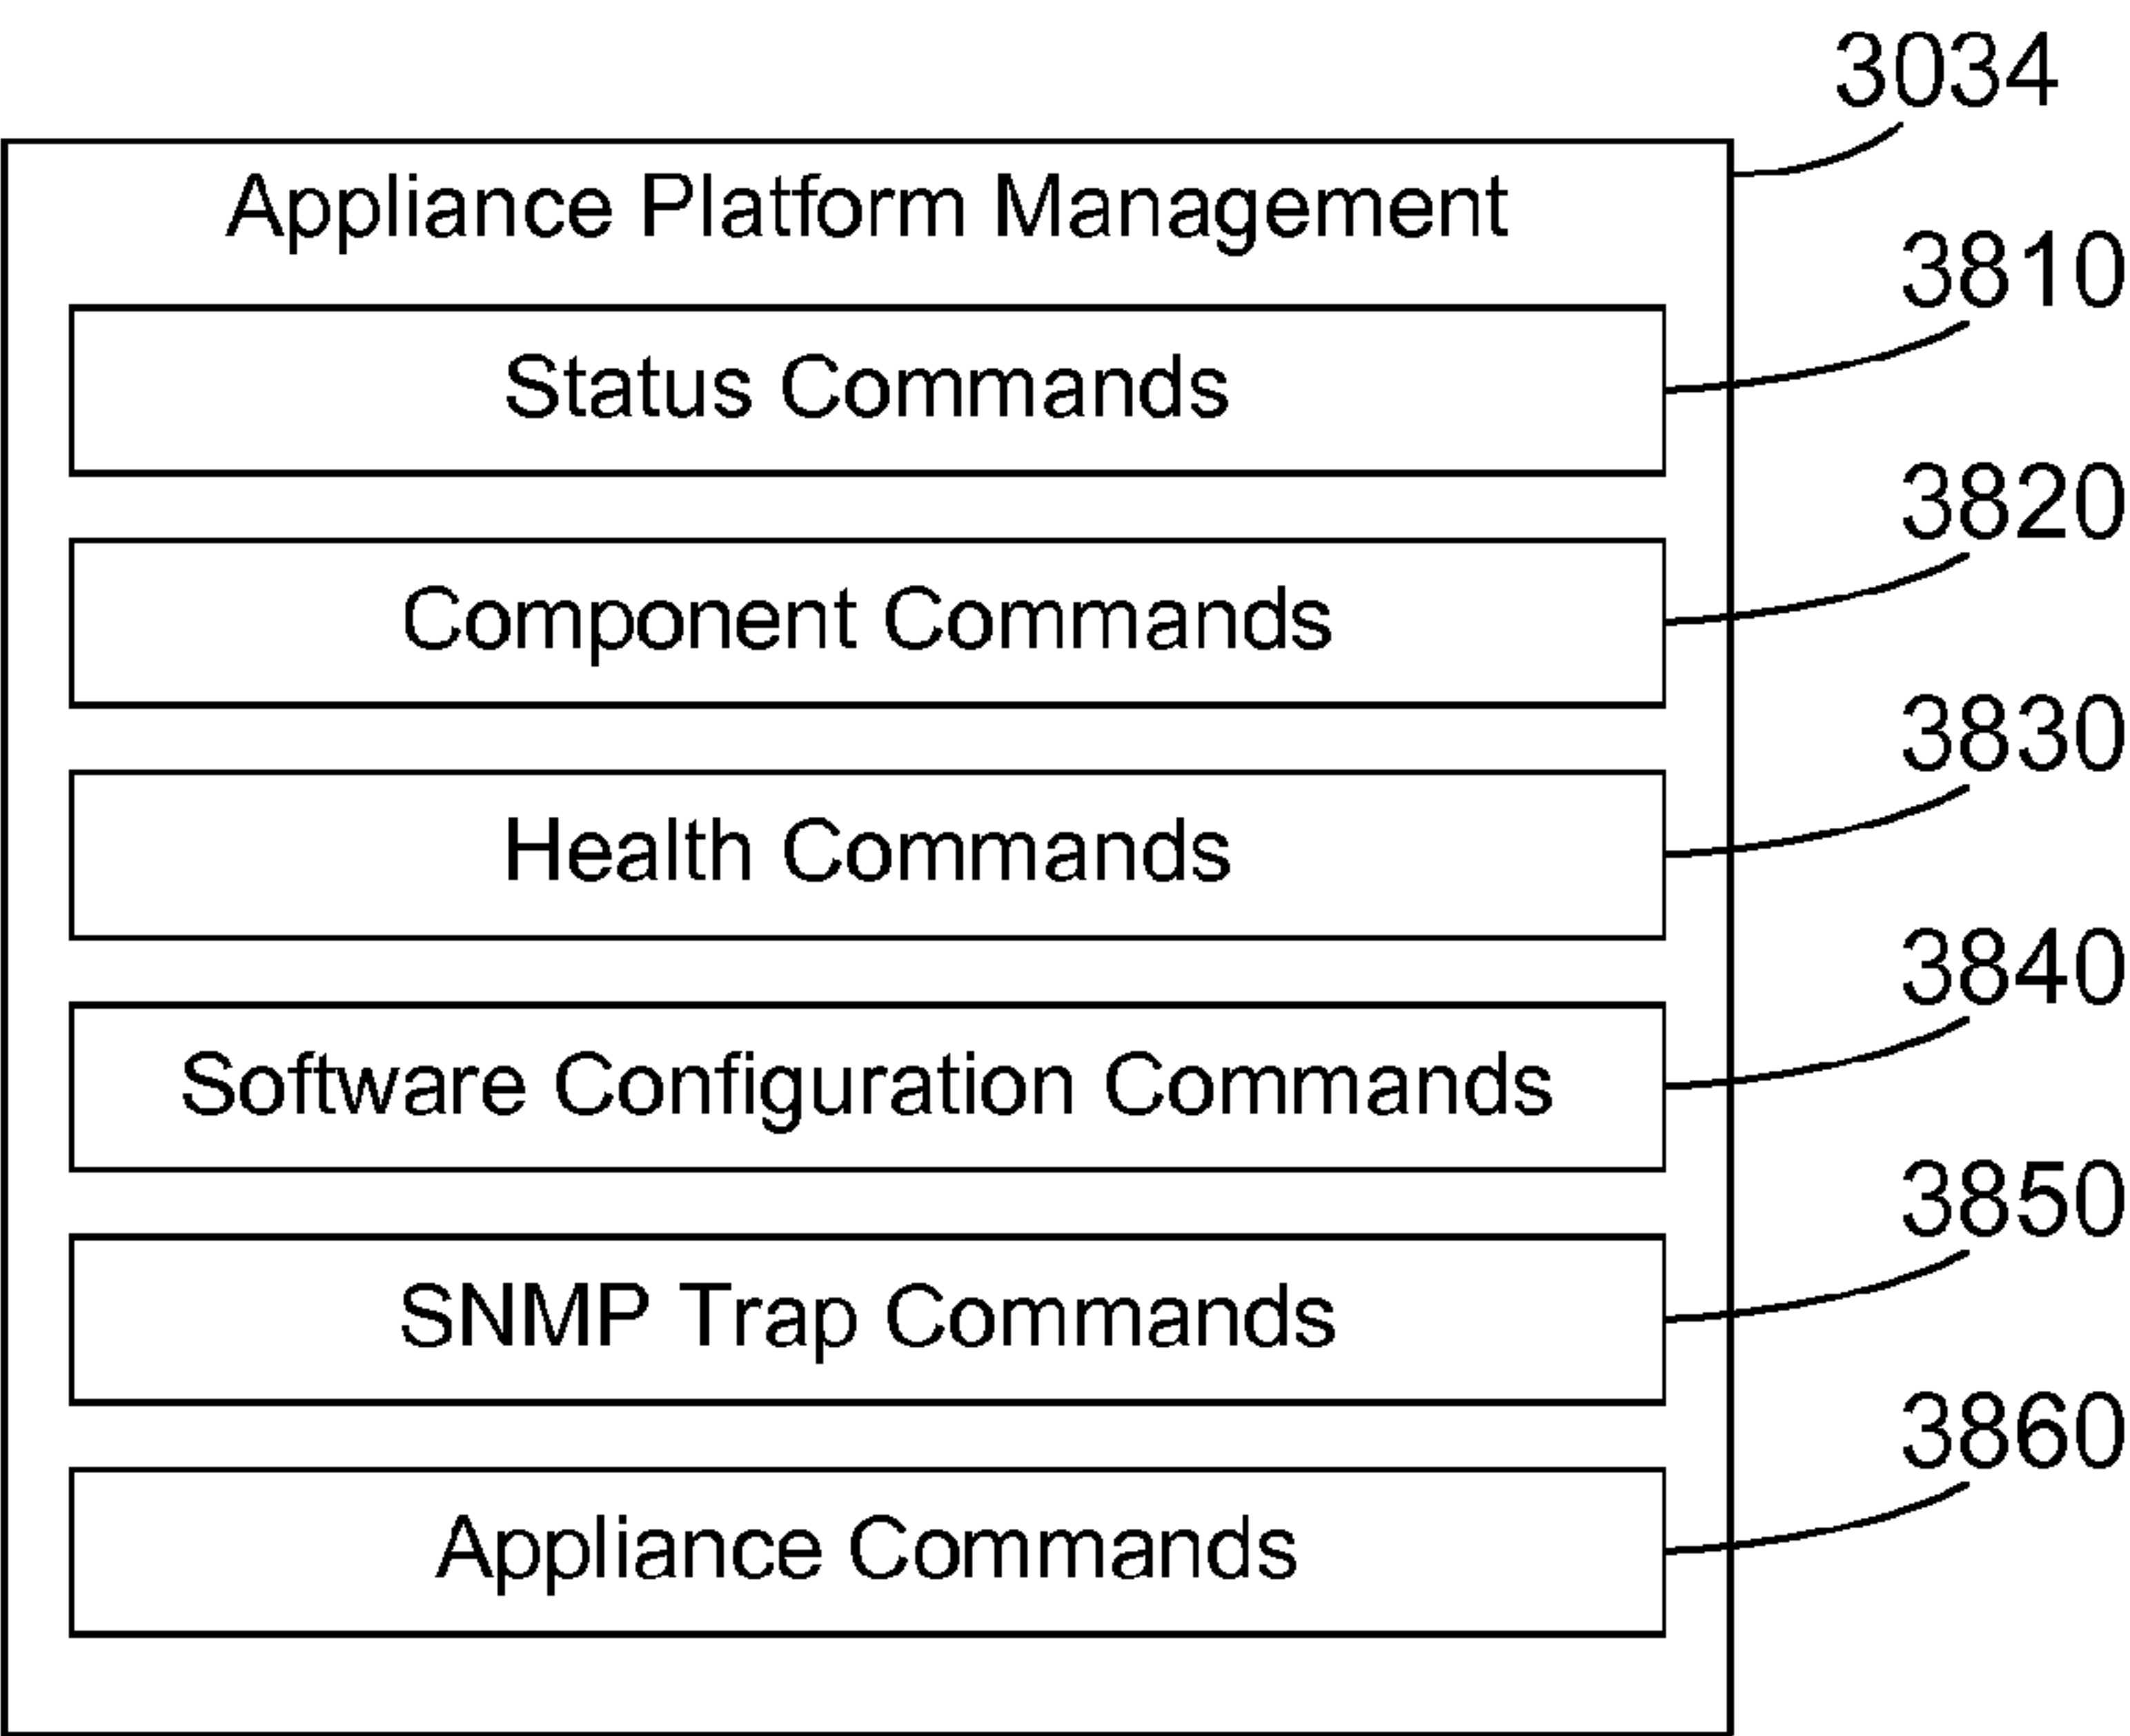 3034
Appliance Platform Management
3810
Status Commands
3820
Component Commands
3830
Health Commands
3840
Software Configuration Commands
3850
SNMP Trap Commands
3860
Appliance Commands